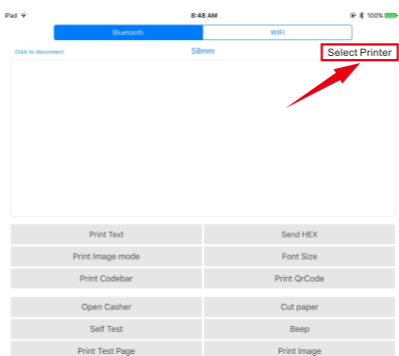 iPad 8:48 AM 100%
Bluetooth WIFI
Click to disconnect 58mm Select Printer
Print Text Send HEX
Print Image mode Font Size
Print Codebar Print QrCode
Open Casher Cut paper
Self Test Beep
Print Test Page Print Image